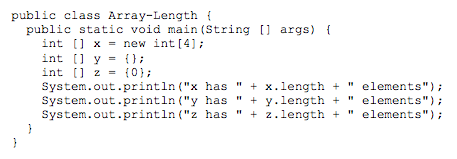 public class Array-Length {
  public static void main(String [] args) {
    int [] x = new int[4];
    int [] y = {};
    int [] z = {0};
    System.out.println("x has " + x.length + " elements");
    System.out.println("y has " + y.length + " elements");
    System.out.println("z has " + z.length + " elements");
  }
}